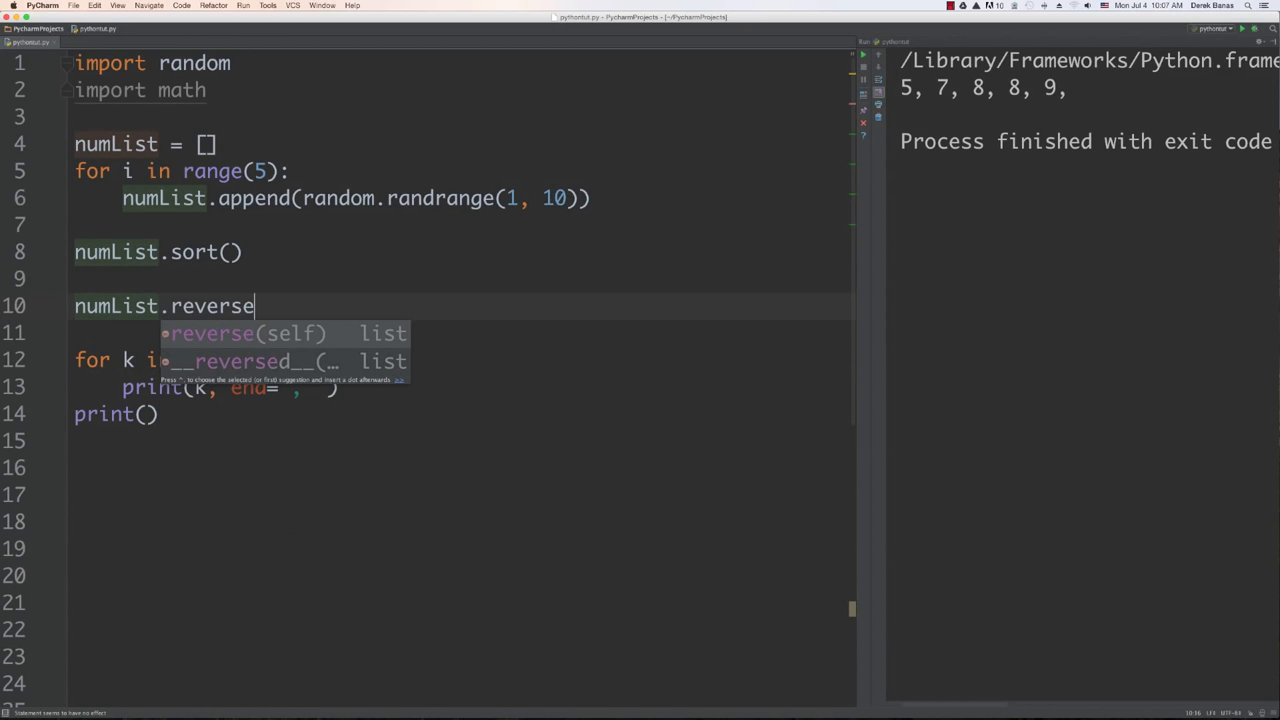 PyCharm File Edit View Navigate Code Refactor Run Tools VCS Window Help
10 Mon Jul 4 10:07 AM Derek Banas
pythontut.py - PycharmProjects - [~/PycharmProjects]
PycharmProjects pythontut.py pythontut
pythontut.py
Run: pythontut
1 import random
2 import math
3
4 numList = []
5 for i in range(5):
6 numList.append(random.randrange(1, 10))
7
8 numList.sort()
9
10 numList.reverse
11 reverse(self) list
12 for k i
__reversed__(… list
Press ^. to choose the selected (or first) suggestion and insert a dot afterwards >>
13 print(k, end= , )
14 print()
15
16
17
18
19
20
21
22
23
24
25
/Library/Frameworks/Python.frame
5, 7, 8, 8, 9,
Process finished with exit code
Statement seems to have no effect
10:16 LF UTF-8